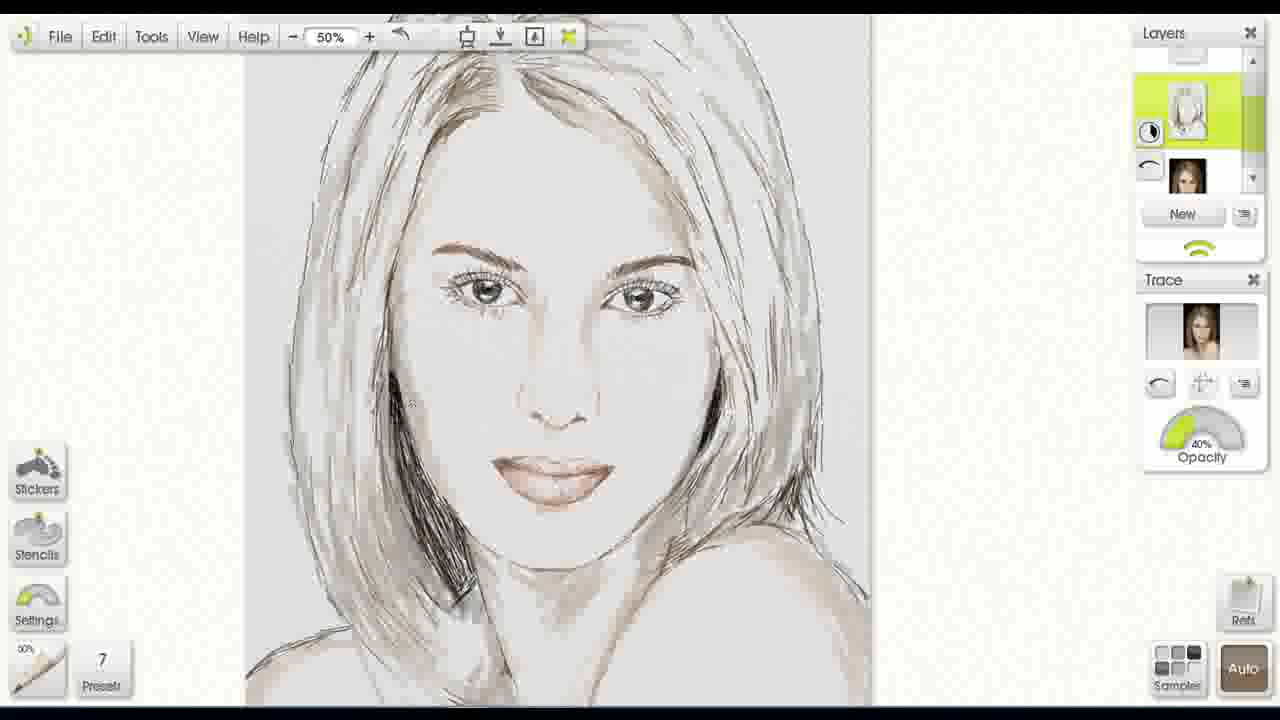 File Edit Tools View Help − 50% +
Layers
New
Trace
40%
Opacity
Stickers
Stencils
Settings
50%
7
Presets
Refs
Samples
Auto